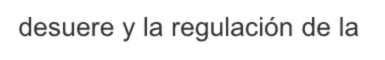 desuere y la regulación de la